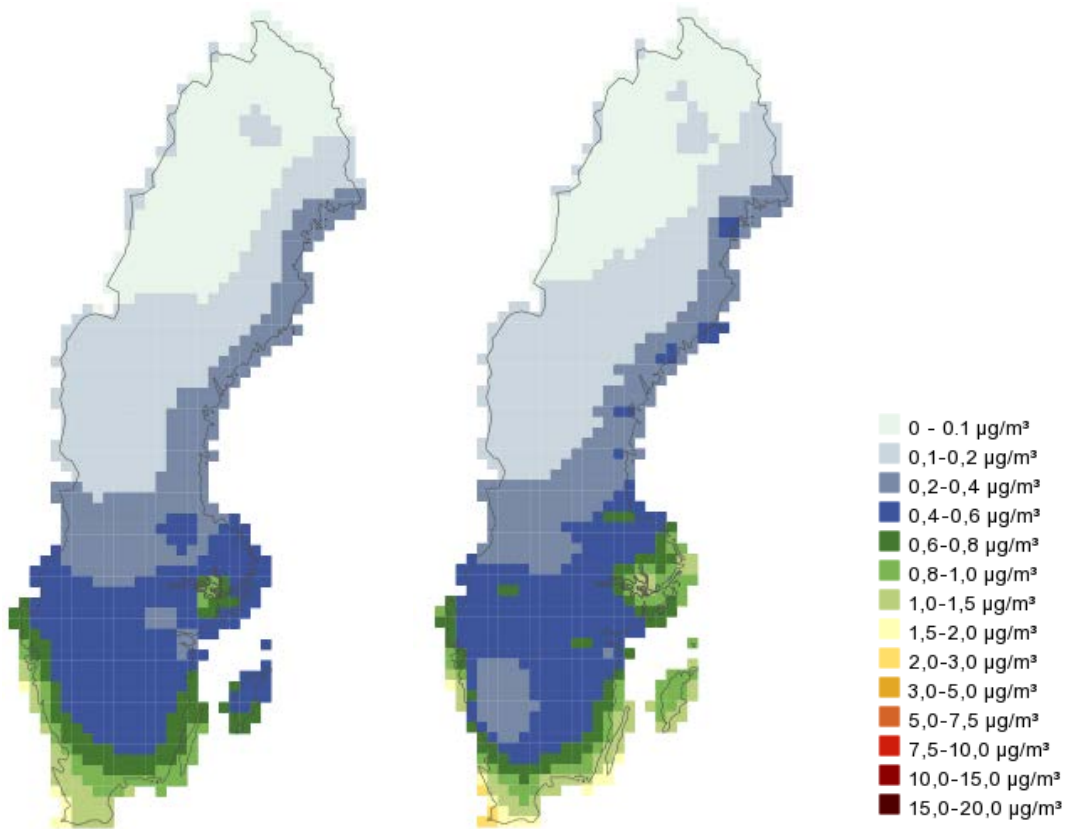 0 - 0.1 µg/m³
0,1-0,2 µg/m³
0,2-0,4 µg/m³
0,4-0,6 µg/m³
0,6-0,8 µg/m³
0,8-1,0 µg/m³
1,0-1,5 µg/m³
1,5-2,0 µg/m³
2,0-3,0 µg/m³
3,0-5,0 µg/m³
5,0-7,5 µg/m³
7,5-10,0 µg/m³
10,0-15,0 µg/m³
15,0-20,0 µg/m³